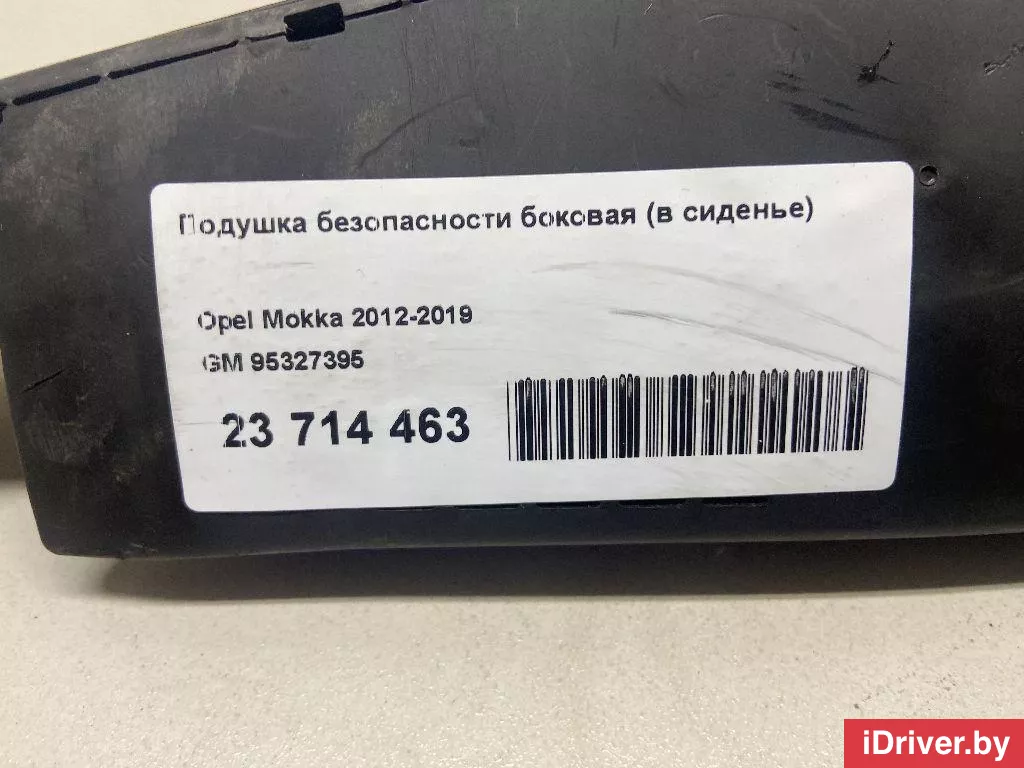 Подушка безопасности боковая (в сиденье)
Opel Mokka 2012-2019
GM 95327395
23 714 463
iDriver.by